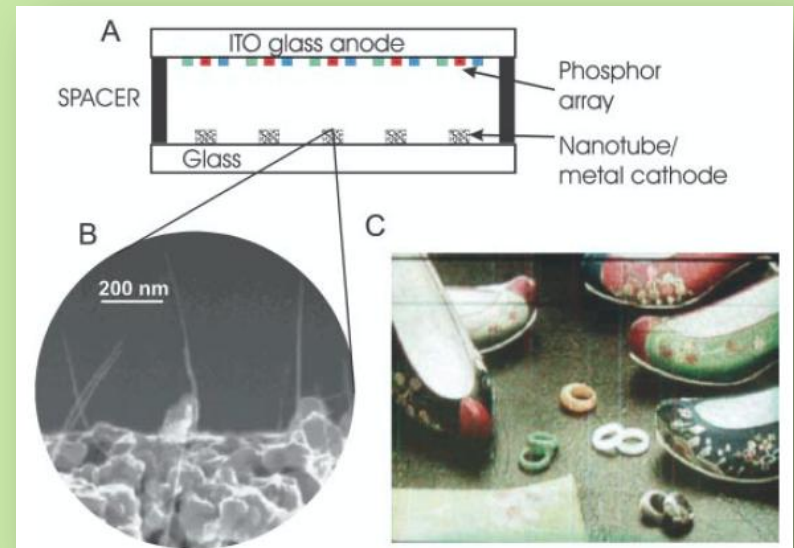 A
ITO glass anode
SPACER
Phosphor
array
Glass
Nanotube/
metal cathode
B
200 nm
C